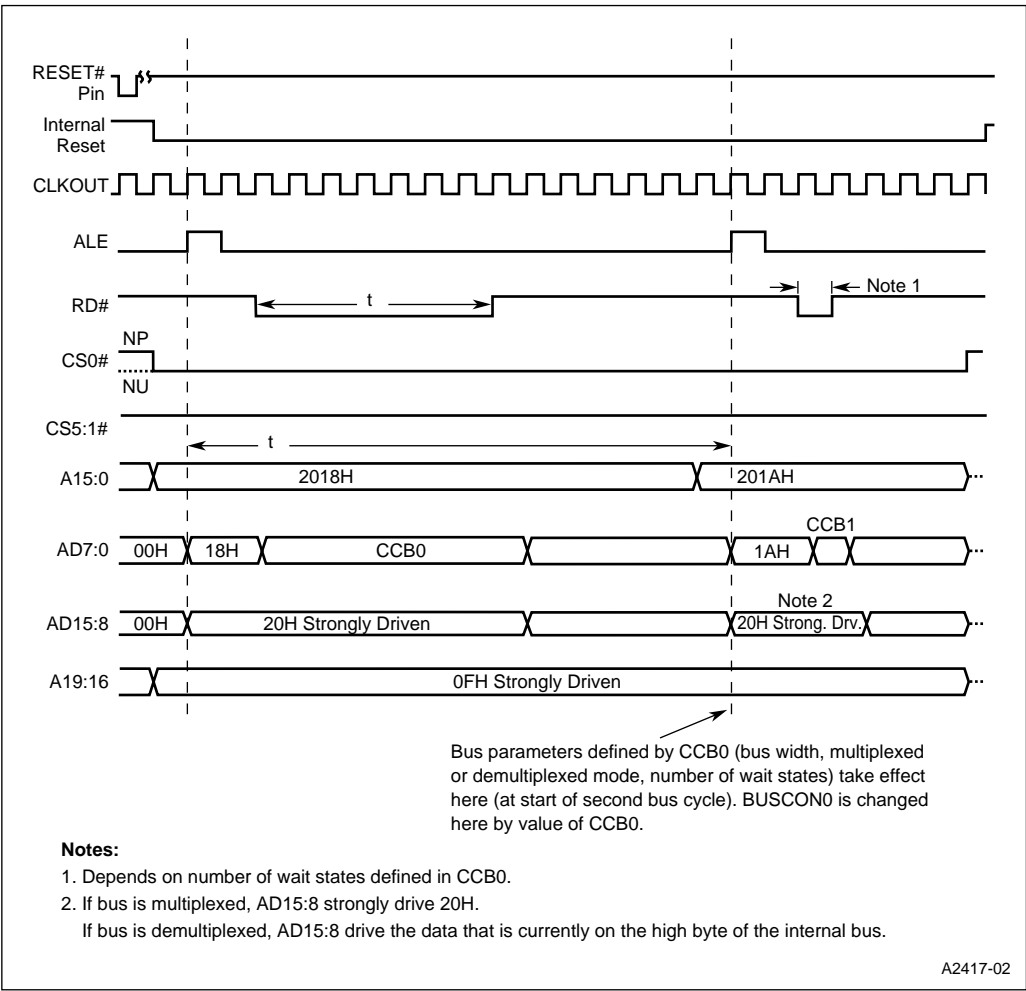 RESET#
Pin
Internal
Reset
CLKOUT
ALE
RD#
t
Note 1
NP
CS0#
NU
CS5:1#
t
A15:0
2018H
201AH
CCB1
AD7:0
00H
18H
CCB0
1AH
Note 2
AD15:8
00H
20H Strongly Driven
20H Strong. Drv.
A19:16
0FH Strongly Driven
Bus parameters defined by CCB0 (bus width, multiplexed
or demultiplexed mode, number of wait states) take effect
here (at start of second bus cycle). BUSCON0 is changed
here by value of CCB0.
Notes:
1. Depends on number of wait states defined in CCB0.
2. If bus is multiplexed, AD15:8 strongly drive 20H.
If bus is demultiplexed, AD15:8 drive the data that is currently on the high byte of the internal bus.
A2417-02